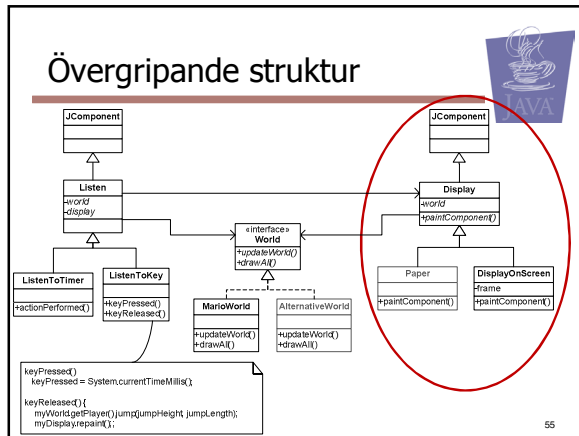 Övergripande struktur
JAVA
JComponent
JComponent
Listen
-world
-display
Display
-world
+paintComponent()
«interface»
World
+updateWorld()
+drawAll()
ListenToTimer
+actionPerformed()
ListenToKey
+keyPressed()
+keyReleased()
MarioWorld
+updateWorld()
+drawAll()
AlternativeWorld
+updateWorld()
+drawAll()
Paper
+paintComponent()
DisplayOnScreen
-frame
+paintComponent()
keyPressed()
keyPressed = System.currentTimeMillis();
keyReleased() {
myWorld.getPlayer().jump(jumpHeight, jumpLength);
myDisplay.repaint();;
55